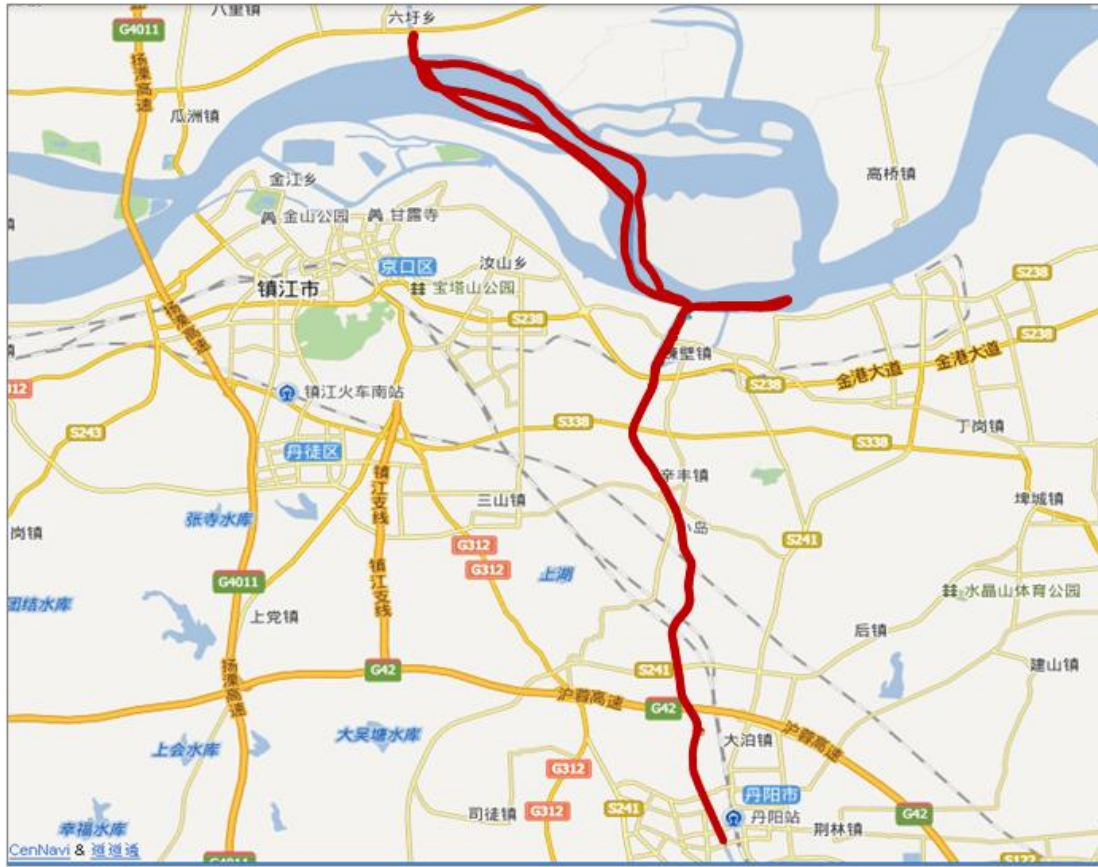 八里镇
六圩乡
G4011
扬溧高速
瓜洲镇
金江乡
金山公园
甘露寺
高桥镇
京口区
汝山乡
宝塔山公园
镇江市
S238
S238
S238
金港大道
金港大道
S238
镇江火车南站
312
S243
S338
丁岗镇
S338
丹徒区
辛丰镇
镇江支线
三山镇
埤城镇
张寺水库
岗镇
S241
G312
G312
上湖
G4011
镇江支线
水晶山体育公园
团结水库
上党镇
后镇
建山镇
扬溧高速
G42
S241
沪蓉高速
G42
沪蓉高速
上会水库
大吴塘水库
大泊镇
G312
丹阳市
司徒镇
G312
S241
丹阳站
荆林镇
G42
幸福水库
CenNavi & 道道通
S122